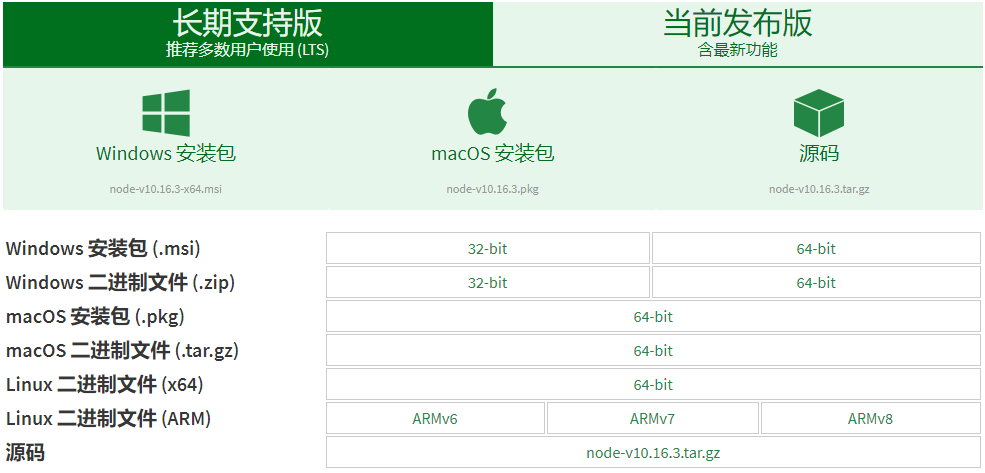 长期支持版
推荐多数用户使用 (LTS)
当前发布版
含最新功能
Windows 安装包
node-v10.16.3-x64.msi
macOS 安装包
node-v10.16.3.pkg
源码
node-v10.16.3.tar.gz
Windows 安装包 (.msi) 32-bit 64-bit
Windows 二进制文件 (.zip) 32-bit 64-bit
macOS 安装包 (.pkg) 64-bit
macOS 二进制文件 (.tar.gz) 64-bit
Linux 二进制文件 (x64) 64-bit
Linux 二进制文件 (ARM) ARMv6 ARMv7 ARMv8
源码 node-v10.16.3.tar.gz